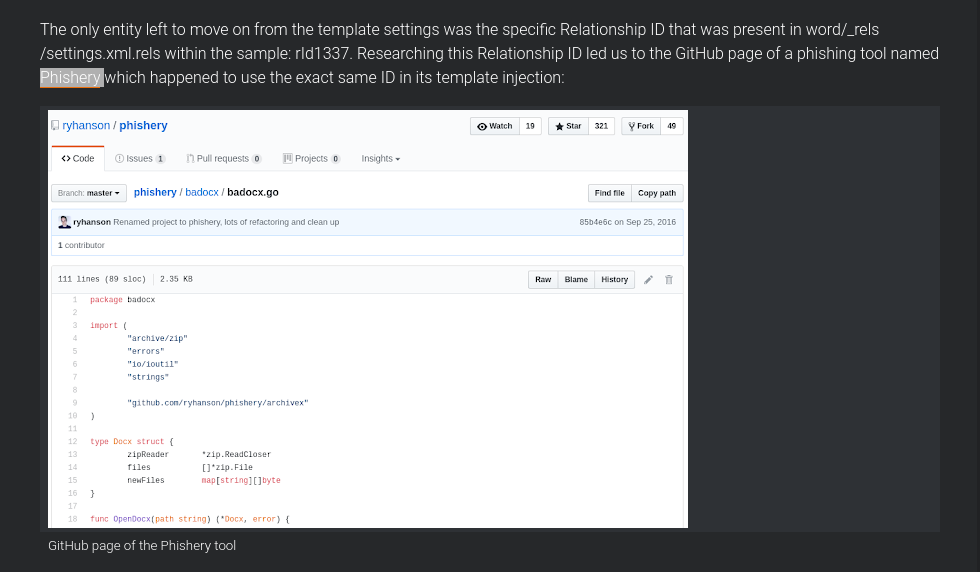 The only entity left to move on from the template settings was the specific Relationship ID that was present in word/_rels
/settings.xml.rels within the sample: rId1337. Researching this Relationship ID led us to the GitHub page of a phishing tool named
Phishery which happened to use the exact same ID in its template injection:
ryhanson / phishery
Watch 19 Star 321 Fork 49
Code Issues 1 Pull requests 0 Projects 0 Insights
Branch: master phishery / badocx / badocx.go Find file Copy path
ryhanson Renamed project to phishery, lots of refactoring and clean up 85b4e6c on Sep 25, 2016
1 contributor
111 lines (89 sloc) 2.35 KB Raw Blame History
1 package badocx
2
3 import (
4 "archive/zip"
5 "errors"
6 "io/ioutil"
7 "strings"
8
9 "github.com/ryhanson/phishery/archivex"
10 )
11
12 type Docx struct {
13 zipReader *zip.ReadCloser
14 files []*zip.File
15 newFiles map[string][]byte
16 }
17
18 func OpenDocx(path string) (*Docx, error) {
GitHub page of the Phishery tool